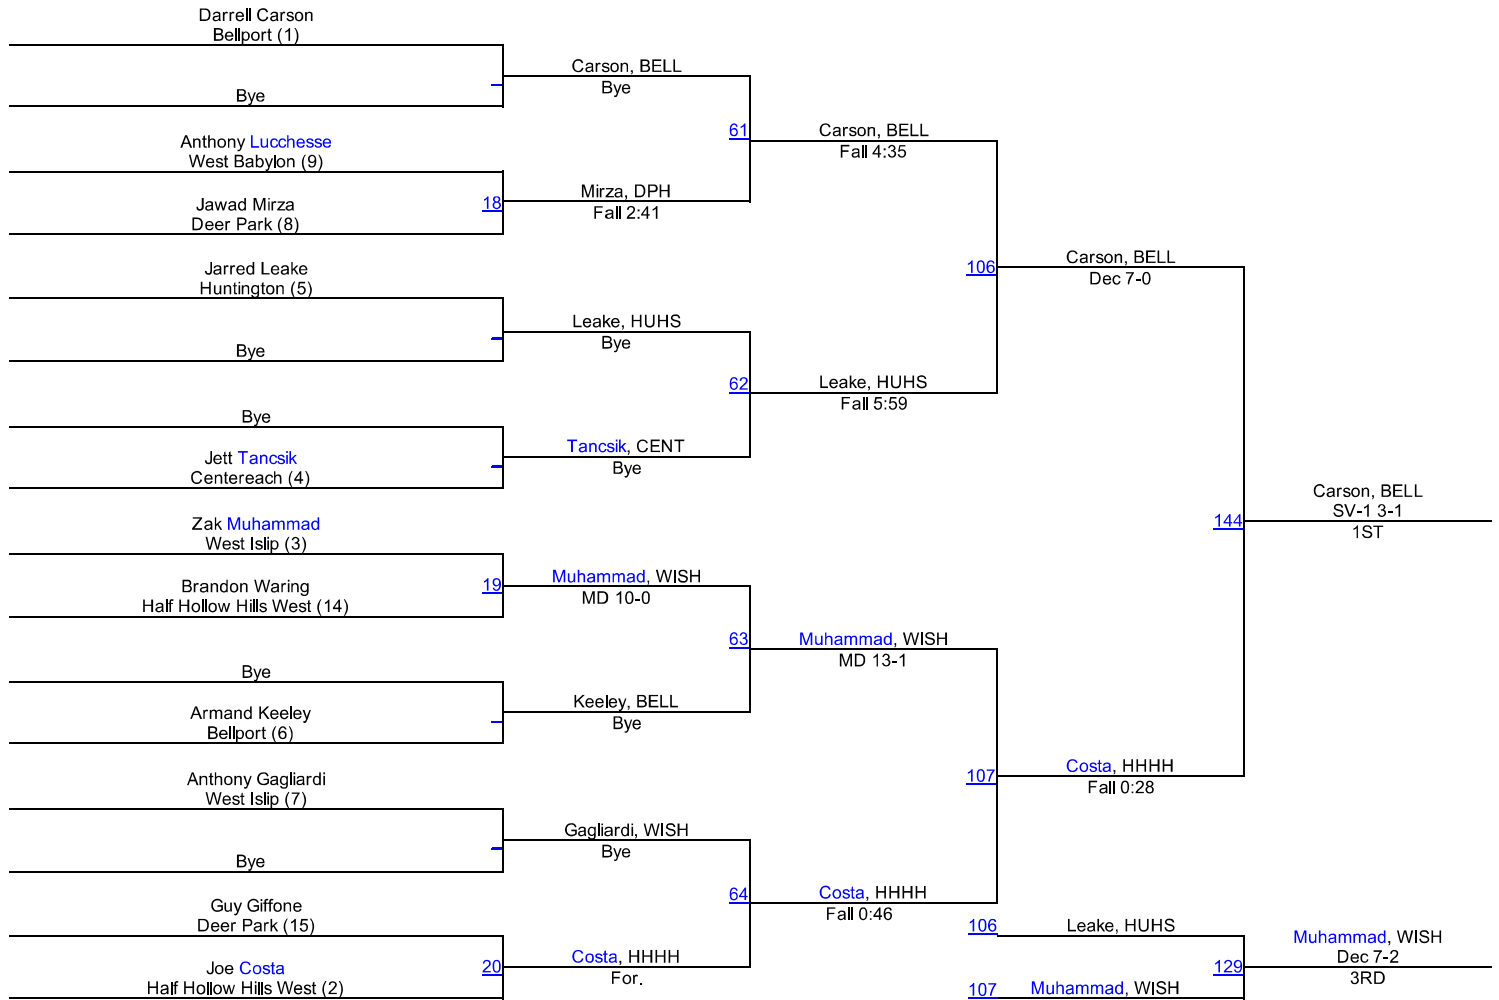 Darrell Carson
Bellport (1)
Carson, BELL
Bye
Bye
Anthony Lucchesse
West Babylon (9)
61
Carson, BELL
Fall 4:35
Jawad Mirza
Deer Park (8)
18
Mirza, DPH
Fall 2:41
Jarred Leake
Huntington (5)
106
Carson, BELL
Dec 7-0
Leake, HUHS
Bye
Bye
62
Leake, HUHS
Fall 5:59
Bye
Jett Tancsik
Centereach (4)
Tancsik, CENT
Bye
Zak Muhammad
West Islip (3)
144
Carson, BELL
SV-1 3-1
1ST
Brandon Waring
Half Hollow Hills West (14)
19
Muhammad, WISH
MD 10-0
63
Muhammad, WISH
MD 13-1
Bye
Armand Keeley
Bellport (6)
Keeley, BELL
Bye
Anthony Gagliardi
West Islip (7)
107
Costa, HHHH
Fall 0:28
Gagliardi, WISH
Bye
Bye
64
Costa, HHHH
Fall 0:46
Guy Giffone
Deer Park (15)
106
Leake, HUHS
Joe Costa
Half Hollow Hills West (2)
20
Costa, HHHH
For.
129
Muhammad, WISH
Dec 7-2
3RD
107
Muhammad, WISH